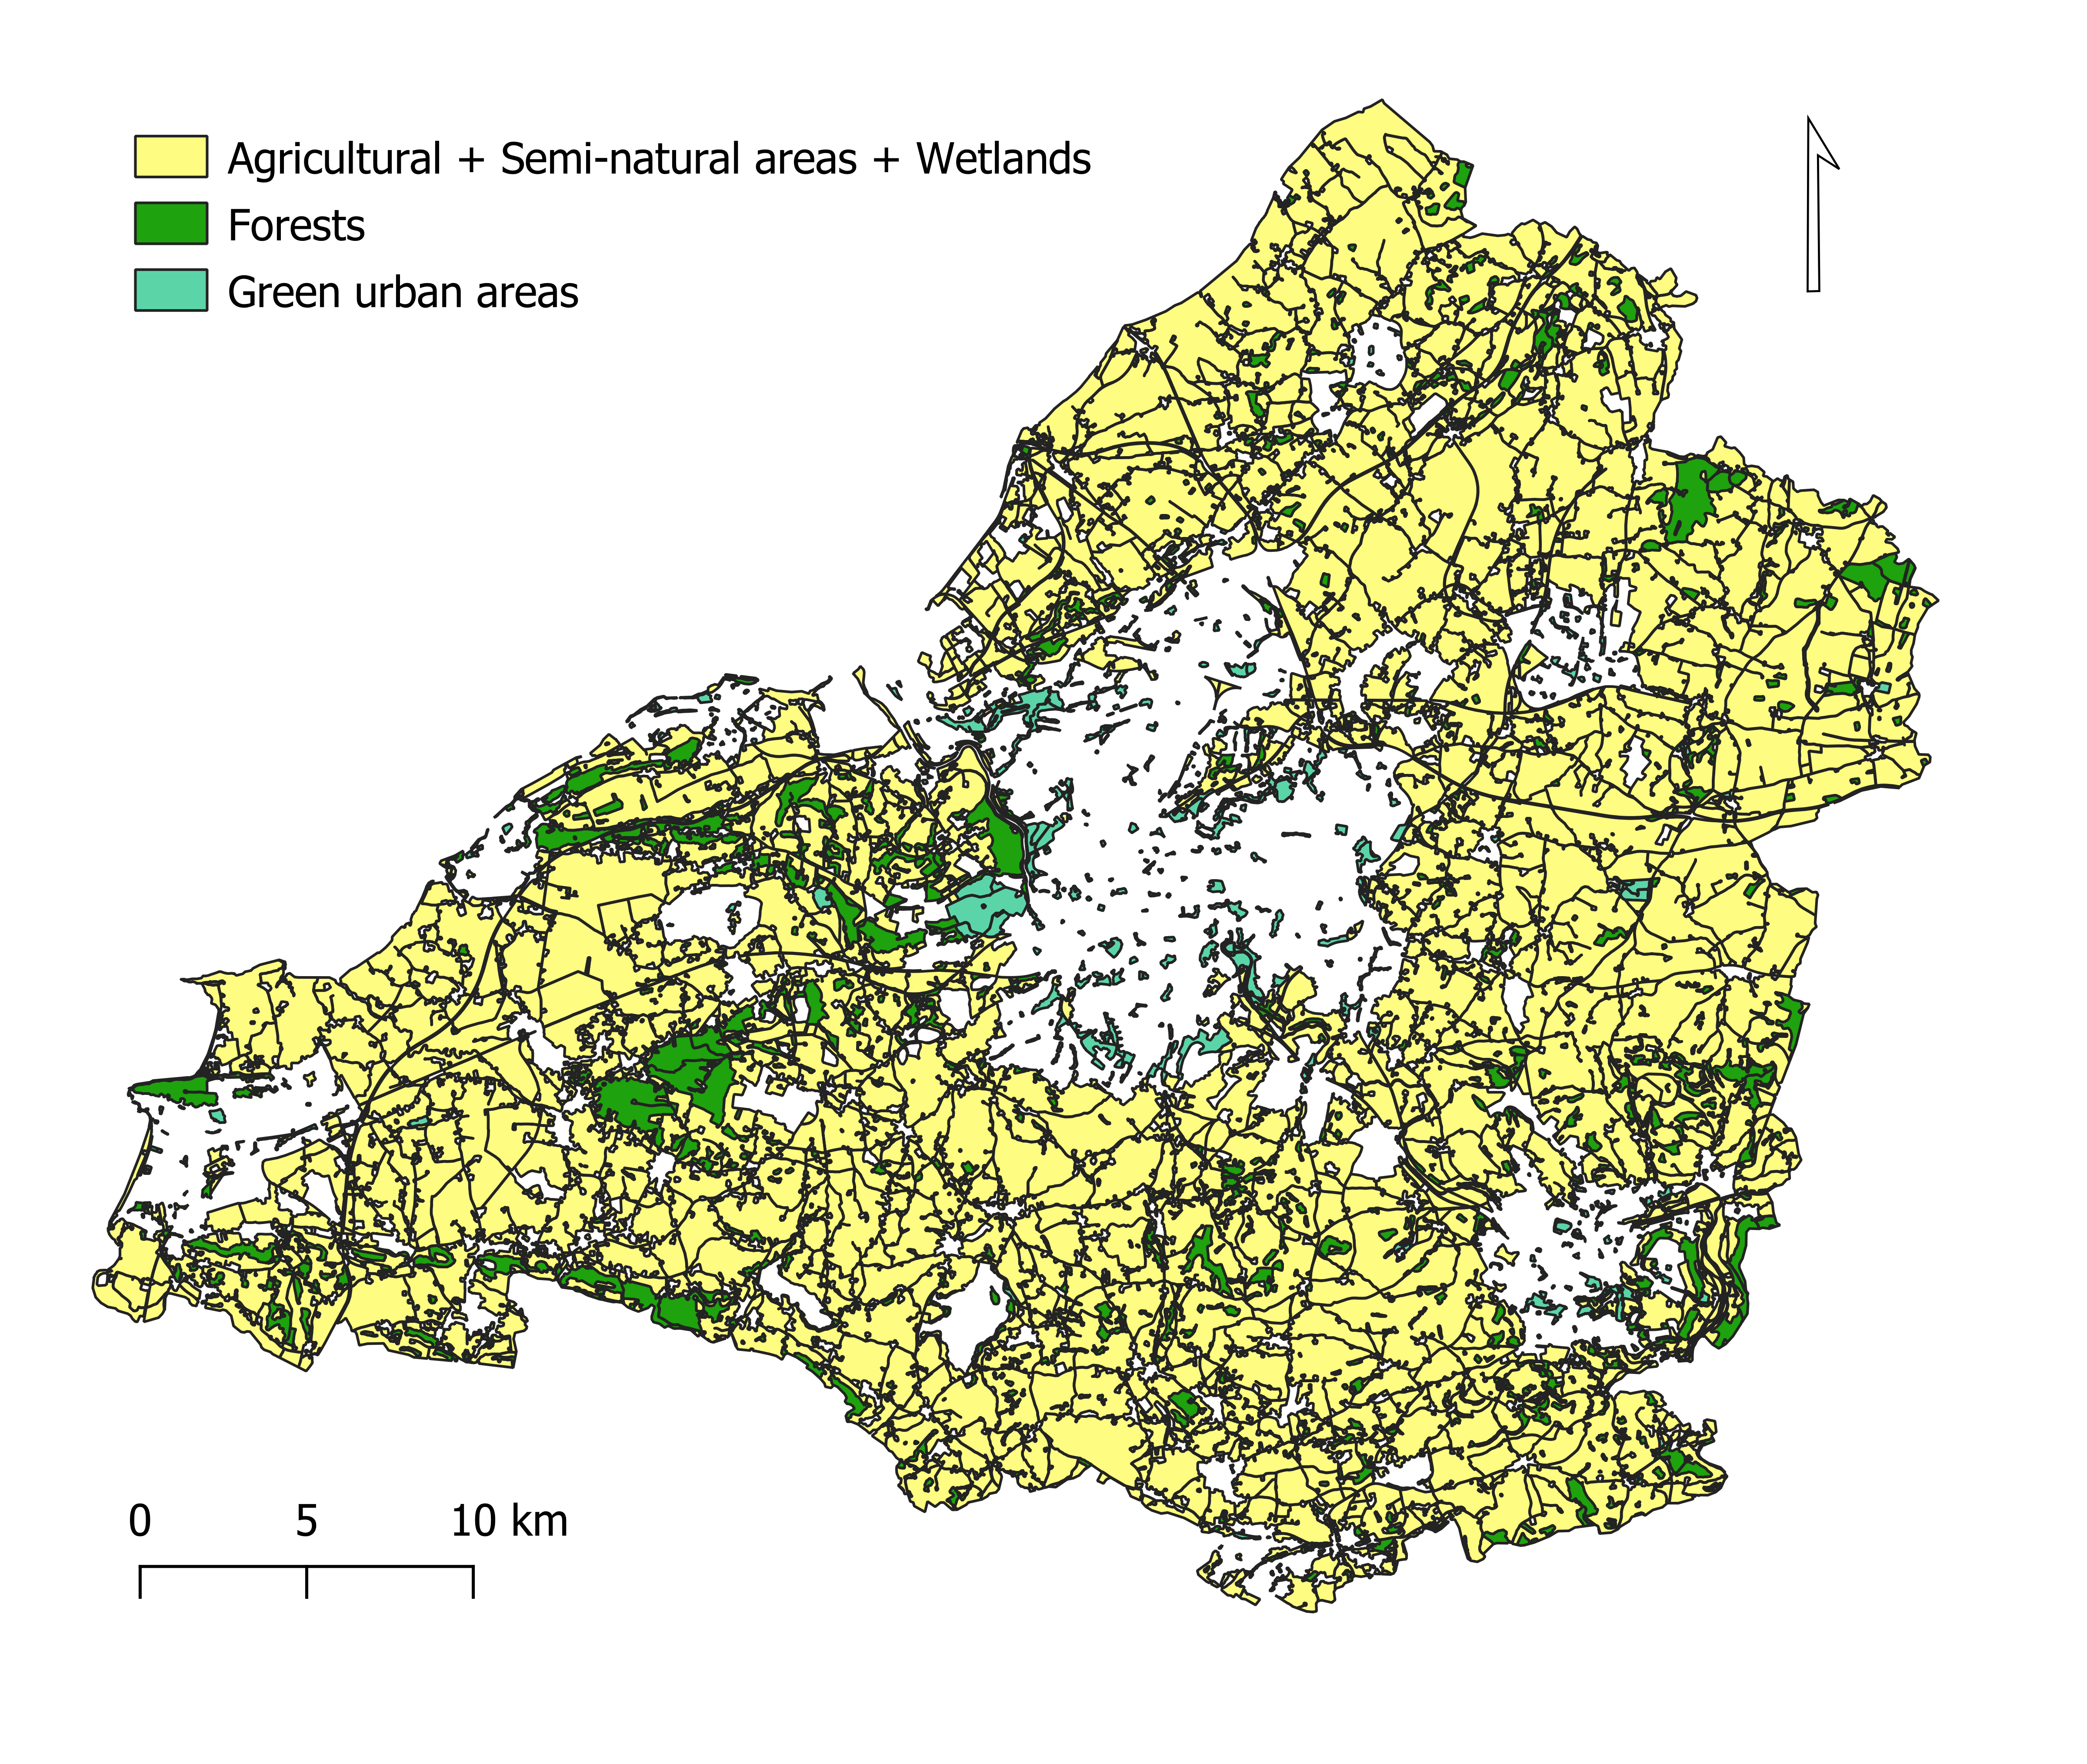 Agricultural + Semi-natural areas + Wetlands
Forests
Green urban areas
0 5 10 km